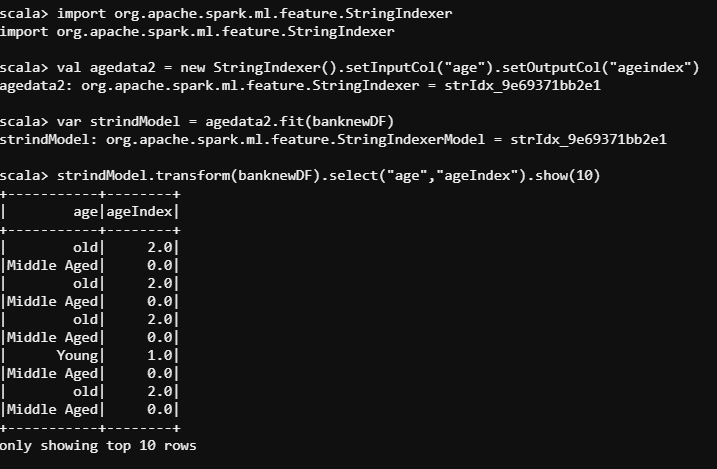 scala> import org.apache.spark.ml.feature.StringIndexer
import org.apache.spark.ml.feature.StringIndexer
scala> val agedata2 = new StringIndexer().setInputCol("age").setOutputCol("ageindex")
agedata2: org.apache.spark.ml.feature.StringIndexer = strIdx_9e69371bb2e1
scala> var strindModel = agedata2.fit(banknewDF)
strindModel: org.apache.spark.ml.feature.StringIndexerModel = strIdx_9e69371bb2e1
scala> strindModel.transform(banknewDF).select("age","ageIndex").show(10)
+-----------+--------+
|        age|ageIndex|
+-----------+--------+
|        old|     2.0|
|Middle Aged|     0.0|
|        old|     2.0|
|Middle Aged|     0.0|
|        old|     2.0|
|Middle Aged|     0.0|
|      Young|     1.0|
|Middle Aged|     0.0|
|        old|     2.0|
|Middle Aged|     0.0|
+-----------+--------+
only showing top 10 rows